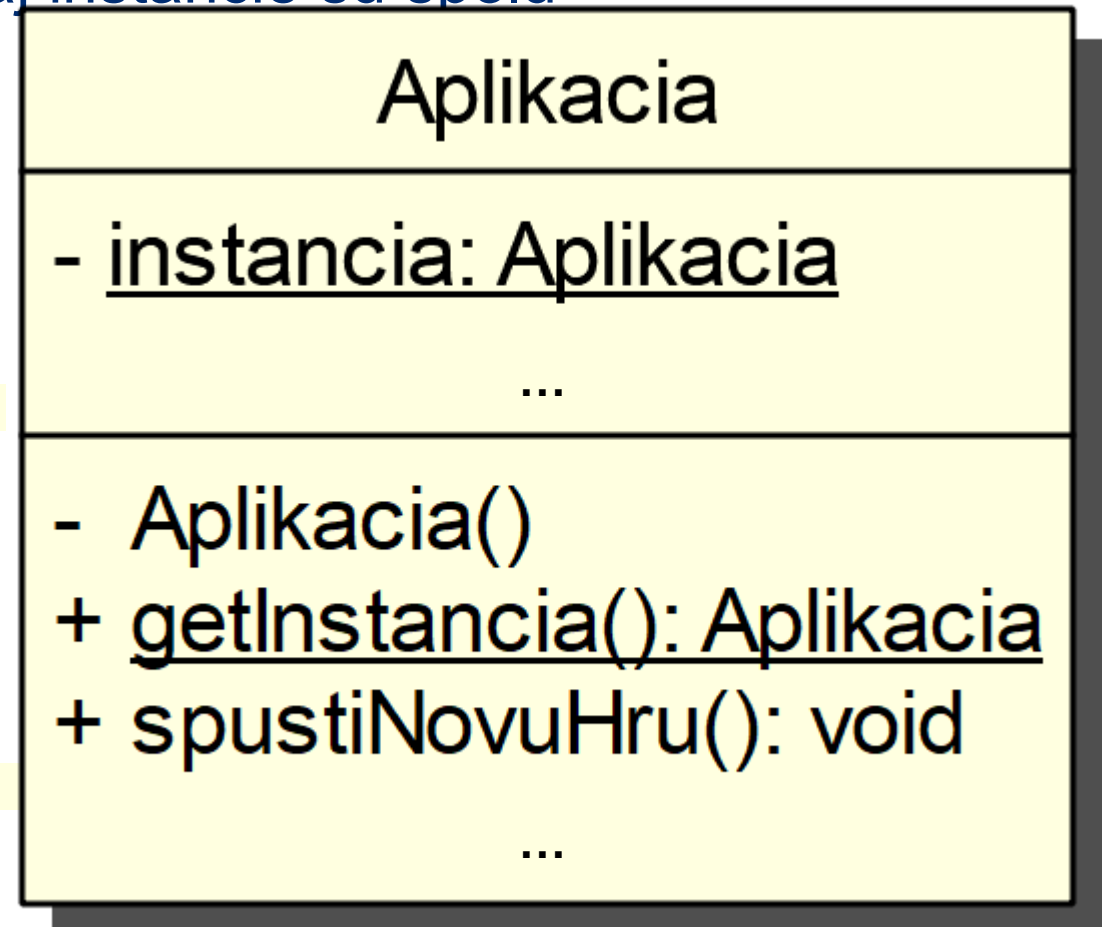 Aplikacia
- instancia: Aplikacia
...
- Aplikacia()
+ getInstancia(): Aplikacia
+ spustiNovuHru(): void
...